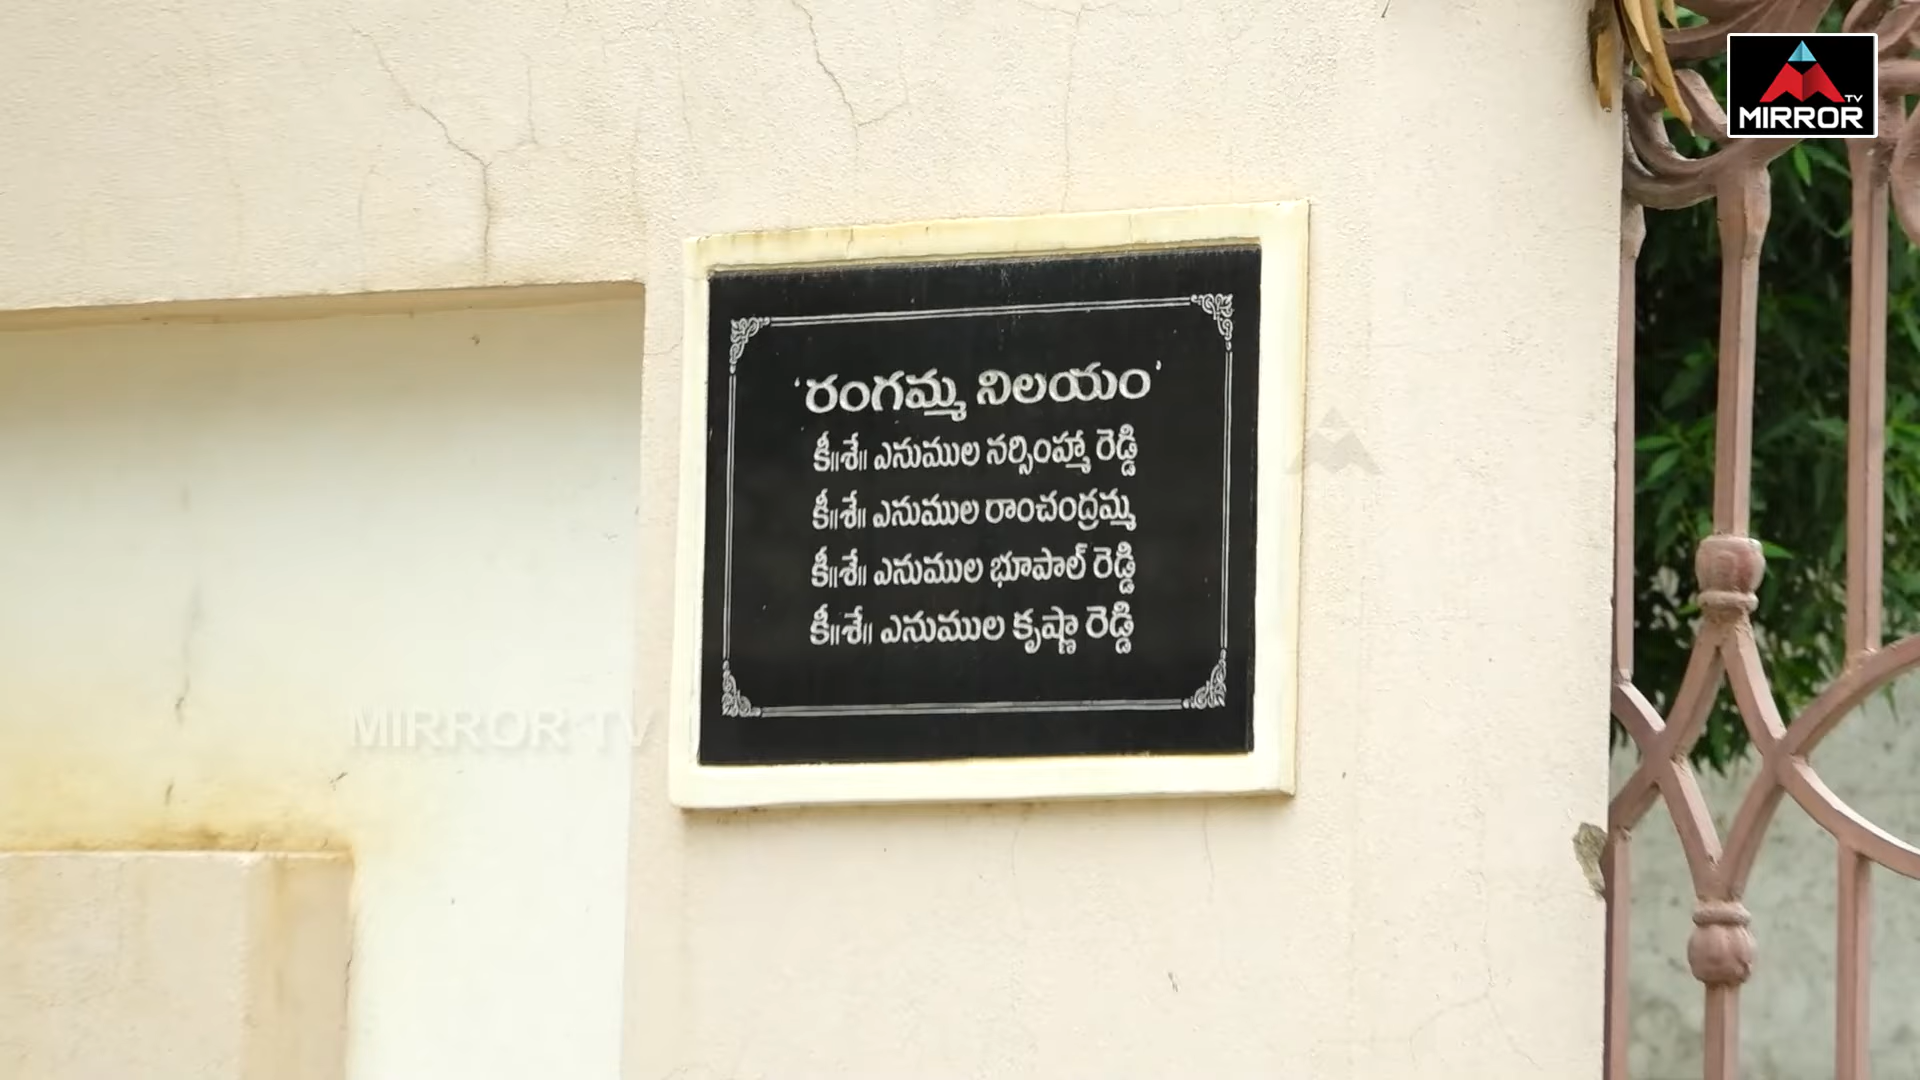 TV
MIRROR
'రంగమ్మ నిలయం'
కీ॥శే॥ ఎనుముల నర్సింహ్మా రెడ్డి
కీ॥శే॥ ఎనుముల రాంచంద్రమ్మ
కీ॥శే॥ ఎనుముల భూపాల్ రెడ్డి
కీ॥శే॥ ఎనుముల కృష్ణా రెడ్డి
MIRROR TV